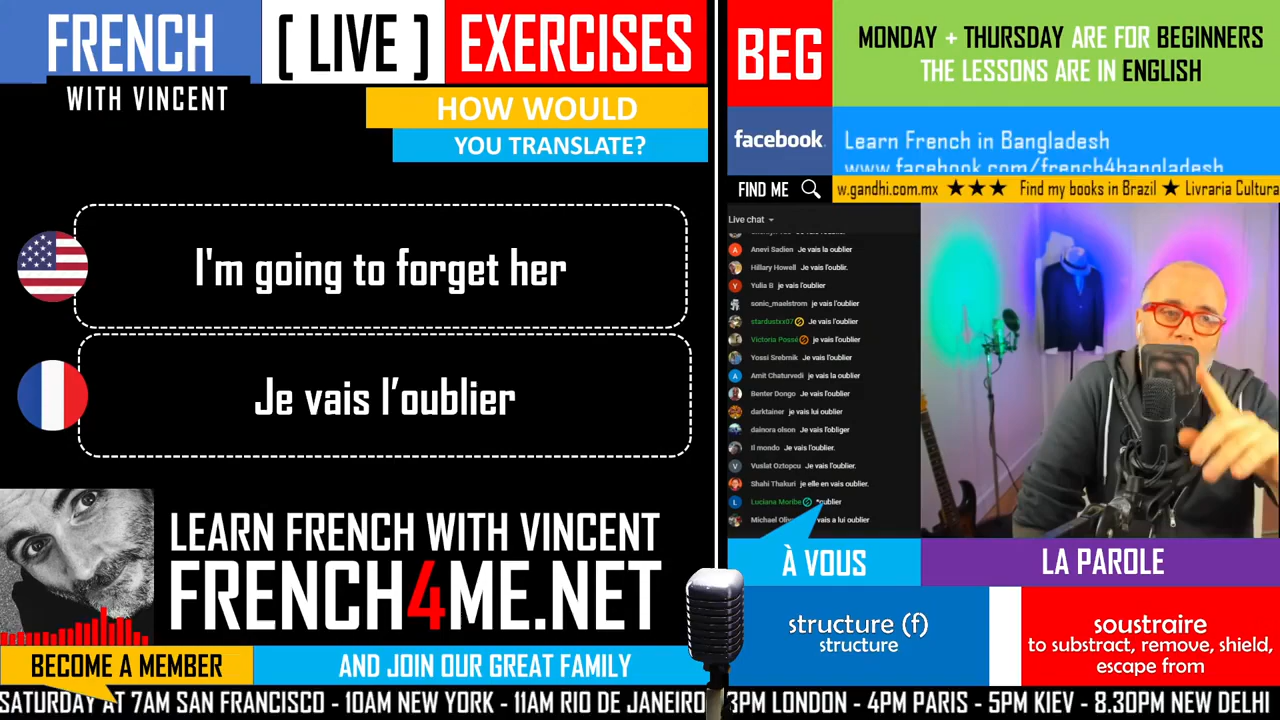 FRENCH
WITH VINCENT
[ LIVE ]
EXERCISES
HOW WOULD
YOU TRANSLATE?
I'm going to forget her
Je vais l'oublier
LEARN FRENCH WITH VINCENT
FRENCH4ME.NET
BECOME A MEMBER
AND JOIN OUR GREAT FAMILY
BEG
MONDAY + THURSDAY ARE FOR BEGINNERS
THE LESSONS ARE IN ENGLISH
facebook.
Learn French in Bangladesh
www.facebook.com/french4bangladesh
FIND ME
w.gandhi.com.mx ★★★ Find my books in Brazil ★ Livraria Cultura
Live chat
Anevi Sadien Je vais la oublier
Hillary Howell Je vais l'oublir.
Yulia B je vais l'oublier
sonic_maelstrom je vais l'oublier
stardustxx07 Je vais l'oublier
Victoria Possé je vais l'oublier
Yossi Srebmik Je vais l'oublier
Amit Chaturvedi je vais la oublier
Benter Dongo Je vais l'oublier
darktainer je vais lui oublier
dainora olson Je vais l'obliger
Il mondo Je vais l'oublier.
Vuslat Oztopcu Je vais l'oublier.
Shahi Thakuri je elle en vais oublier.
Luciana Moribe *oublier
Michael vais a lui oublier
À VOUS
LA PAROLE
structure (f)
structure
soustraire
to substract, remove, shield,
escape from
SATURDAY AT 7AM SAN FRANCISCO - 10AM NEW YORK - 11AM RIO DE JANEIRO 3PM LONDON - 4PM PARIS - 5PM KIEV - 8.30PM NEW DELHI